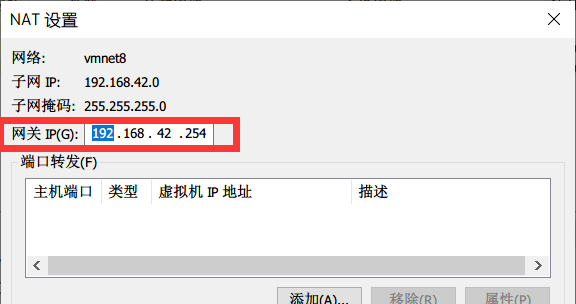 NAT 设置
网络: vmnet8
子网 IP: 192.168.42.0
子网掩码: 255.255.255.0
网关 IP(G): 192 . 168 . 42 . 254
端口转发(F)
主机端口 类型 虚拟机 IP 地址 描述
添加(A)... 移除(R) 属性(P)